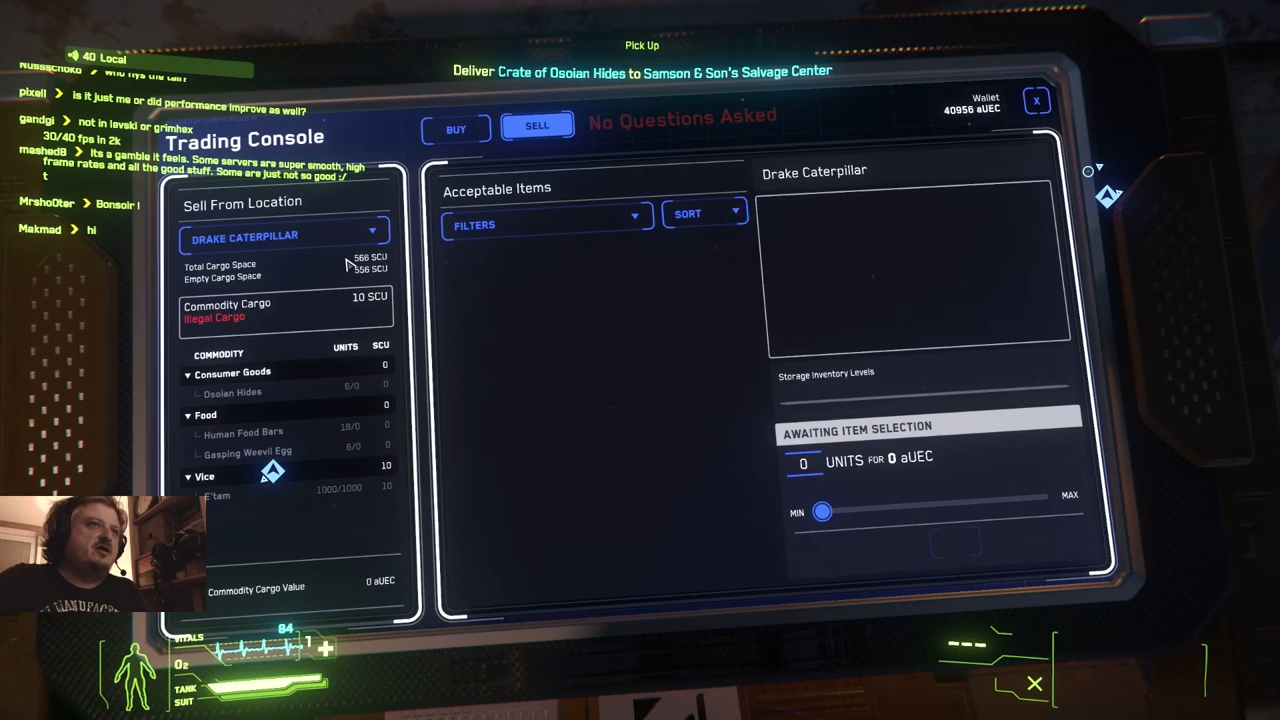 40 Local
Nussschoko > who flys the tali?
pixell > is it just me or did performance improve as well?
gandgi > not in levski or grimhex
30/40 fps in 2k
mashed8 > Its a gamble it feels. Some servers are super smooth, high
frame rates and all the good stuff. Some are just not so good :/
t
Mrsho0ter > Bonsoir !
Makmad > hi
Pick Up
Deliver Crate of Osoian Hides to Samson & Son's Salvage Center
Trading Console
BUY
SELL
No Questions Asked
Wallet
40956 aUEC
X
Sell From Location
DRAKE CATERPILLAR
Total Cargo Space 566 SCU
Empty Cargo Space 556 SCU
Commodity Cargo 10 SCU
Illegal Cargo
COMMODITY UNITS SCU
Consumer Goods 0
Osoian Hides 6/0 0
Food 0
Human Food Bars 18/0 0
Gasping Weevil Egg 6/0 0
Vice 10
E'tam 1000/1000 10
Commodity Cargo Value 0 aUEC
Acceptable Items
FILTERS
SORT
Drake Caterpillar
Storage Inventory Levels
AWAITING ITEM SELECTION
0 UNITS FOR 0 aUEC
MIN
MAX
VITALS
84
1
O2
TANK
SUIT